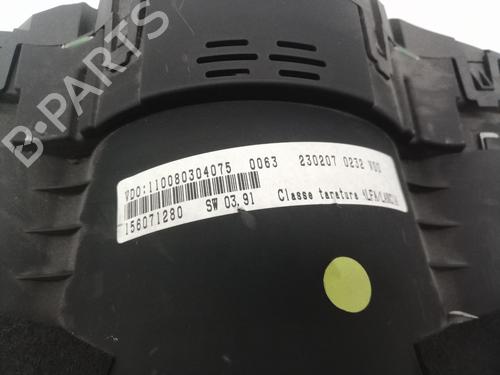 B-PARTS
VDO:110080304075 0063 230207 0232 VDO
156071280 SW 03.91 Classe taratura ALFA/LANCIA